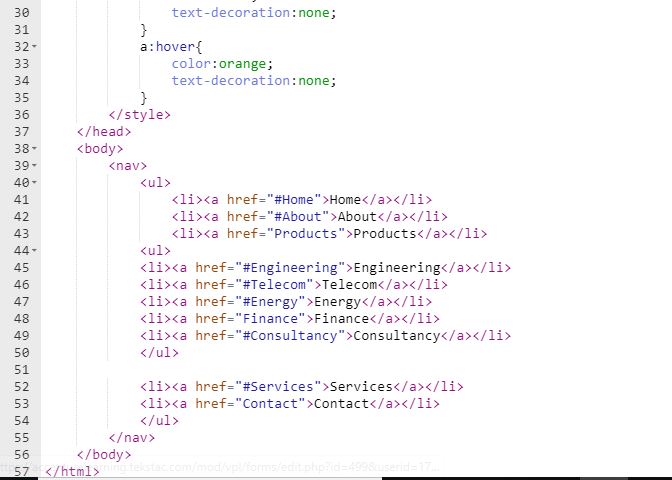 30 text-decoration:none;
31 }
32 a:hover{
33 color:orange;
34 text-decoration:none;
35 }
36 </style>
37 </head>
38 <body>
39 <nav>
40 <ul>
41 <li><a href="#Home">Home</a></li>
42 <li><a href="#About">About</a></li>
43 <li><a href="Products">Products</a></li>
44 <ul>
45 <li><a href="#Engineering">Engineering</a></li>
46 <li><a href="#Telecom">Telecom</a></li>
47 <li><a href="#Energy">Energy</a></li>
48 <li><a href="Finance">Finance</a></li>
49 <li><a href="#Consultancy">Consultancy</a></li>
50 </ul>
51
52 <li><a href="#Services">Services</a></li>
53 <li><a href="Contact">Contact</a></li>
54 </ul>
55 </nav>
56 </body>
rning.tekstac.com/mod/vpl/forms/edit.php?id=499&userid=17...
57 </html>